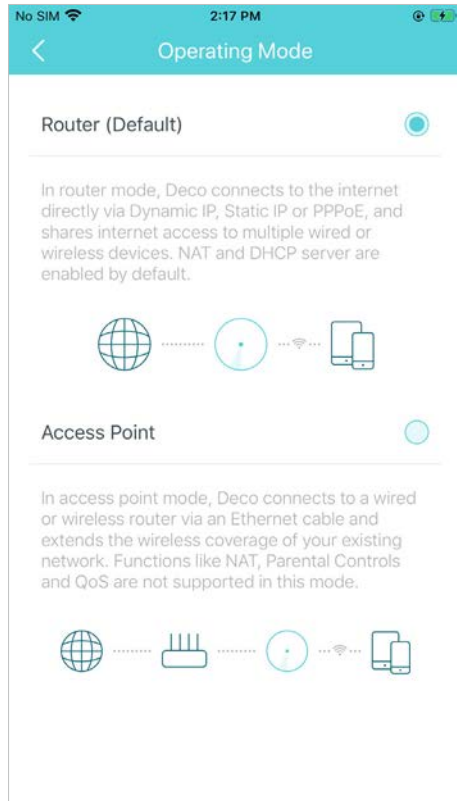 No SIM 2:17 PM
Operating Mode
Router (Default)
In router mode, Deco connects to the internet
directly via Dynamic IP, Static IP or PPPoE, and
shares internet access to multiple wired or
wireless devices. NAT and DHCP server are
enabled by default.
Access Point
In access point mode, Deco connects to a wired
or wireless router via an Ethernet cable and
extends the wireless coverage of your existing
network. Functions like NAT, Parental Controls
and QoS are not supported in this mode.